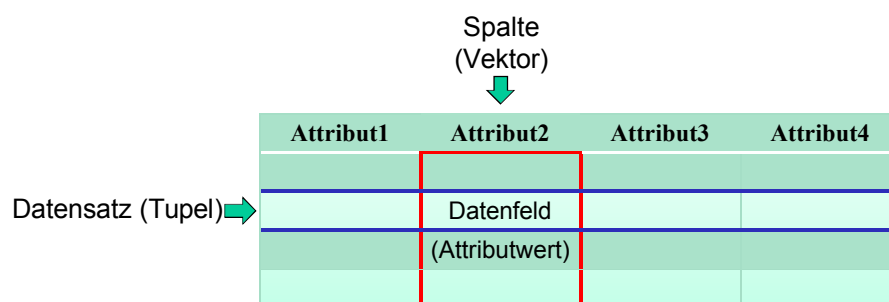 Spalte
(Vektor)
Attribut1 Attribut2 Attribut3 Attribut4
Datensatz (Tupel) Datenfeld
(Attributwert)